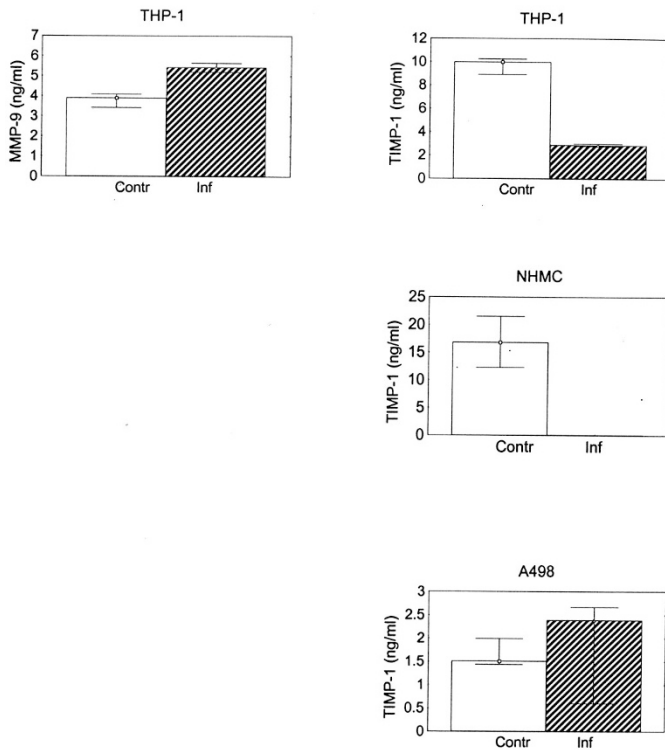 THP-1
7
6
5
4
3
2
1
0
MMP-9 (ng/ml)
Contr Inf
THP-1
12
10
8
6
4
2
0
TIMP-1 (ng/ml)
Contr Inf
NHMC
25
20
15
10
5
0
TIMP-1 (ng/ml)
Contr Inf
A498
3
2.5
2
1.5
1
0.5
0
TIMP-1 (ng/ml)
Contr Inf